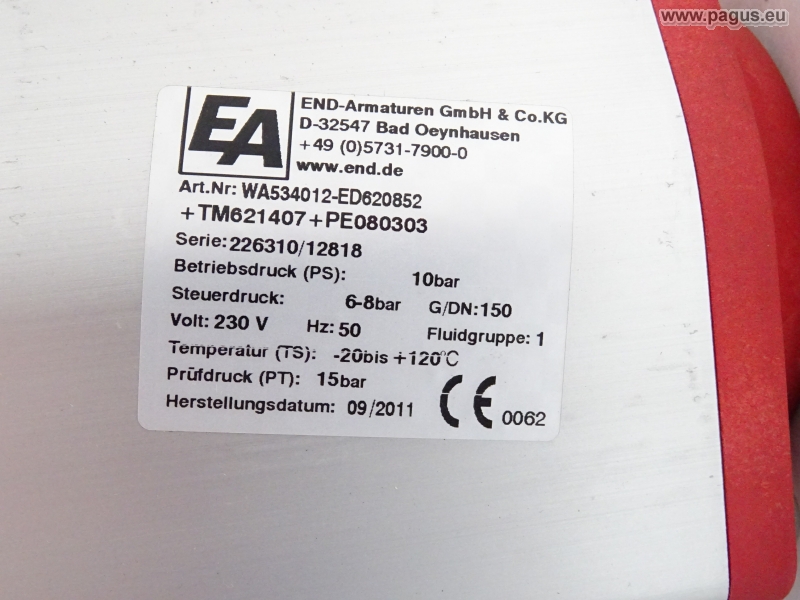 www.pagus.eu
EA
END-Armaturen GmbH & Co.KG
D-32547 Bad Oeynhausen
+49 (0)5731-7900-0
www.end.de
Art.Nr: WA534012-ED620852
+TM621407+PE080303
Serie: 226310/12818
Betriebsdruck (PS): 10bar
Steuerdruck: 6-8bar G/DN: 150
Volt: 230 V Hz: 50 Fluidgruppe: 1
Temperatur (TS): -20bis +120°C
Prüfdruck (PT): 15bar
Herstellungsdatum: 09/2011 CE 0062